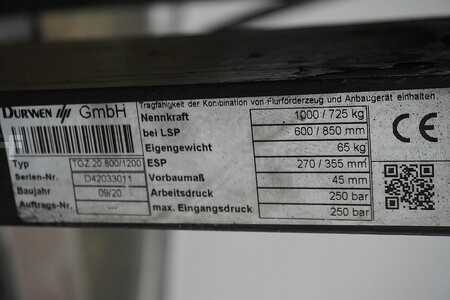 DURWEN GmbH
Tragfähigkeit der Kombination von Flurförderzeug und Anbaugerät einhalten.
Nennkraft 1000 / 725 kg
bei LSP 600 / 850 mm
Eigengewicht 65 kg
ESP 270 / 355 mm
Vorbaumaß 45 mm
Arbeitsdruck 250 bar
max. Eingangsdruck 250 bar
Typ TGZ 20 800/1200
Serien-Nr. D42033011
Baujahr 09/20
Auftrags-Nr. ---
CE